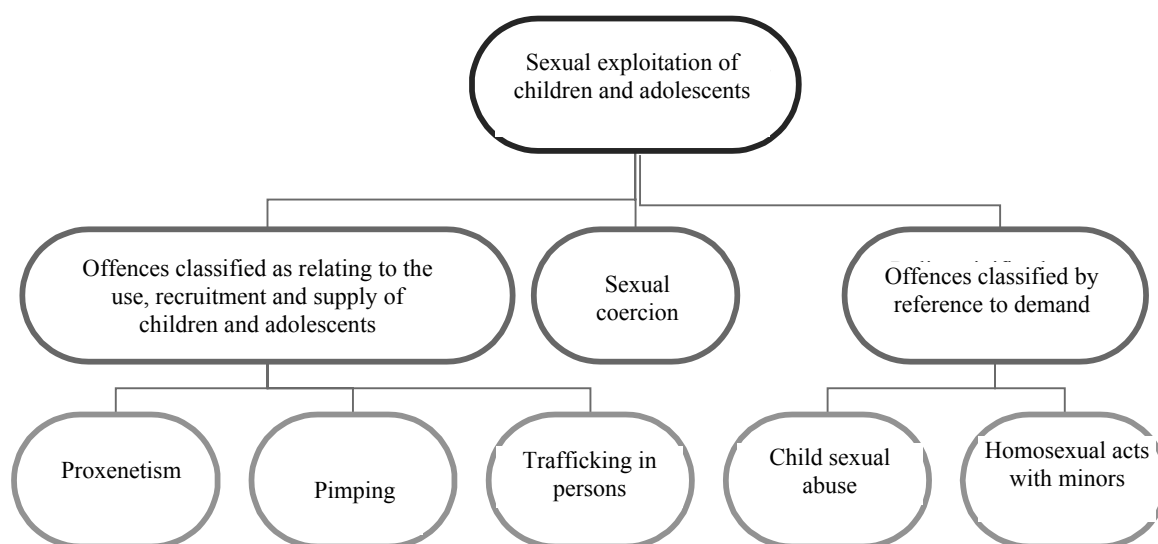 Sexual exploitation of
children and adolescents
Offences classified as relating to the
use, recruitment and supply of
children and adolescents
Sexual
coercion
Offences classified by
reference to demand
Proxenetism
Pimping
Trafficking in
persons
Child sexual
abuse
Homosexual acts
with minors